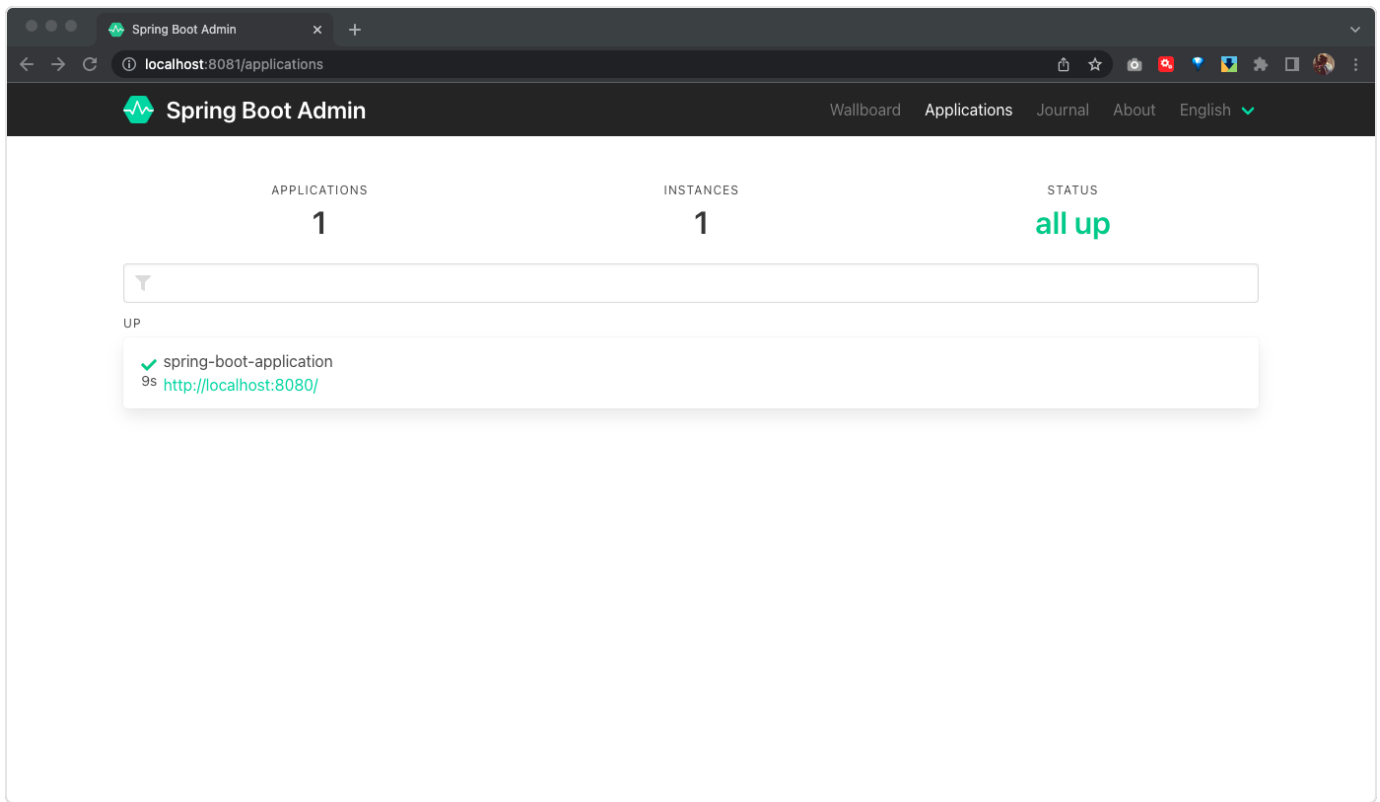 Spring Boot Admin
localhost:8081/applications
Spring Boot Admin
Wallboard Applications Journal About English
APPLICATIONS INSTANCES STATUS
1 1 all up
UP
spring-boot-application
9s http://localhost:8080/